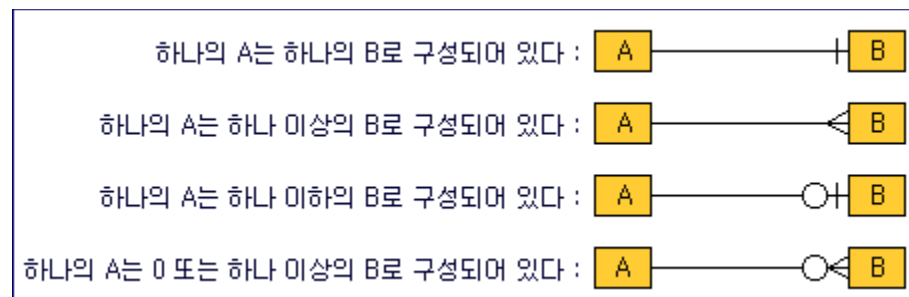 하나의 A는 하나의 B로 구성되어 있다 : A B
하나의 A는 하나 이상의 B로 구성되어 있다 : A B
하나의 A는 하나 이하의 B로 구성되어 있다 : A B
하나의 A는 0 또는 하나 이상의 B로 구성되어 있다 : A B